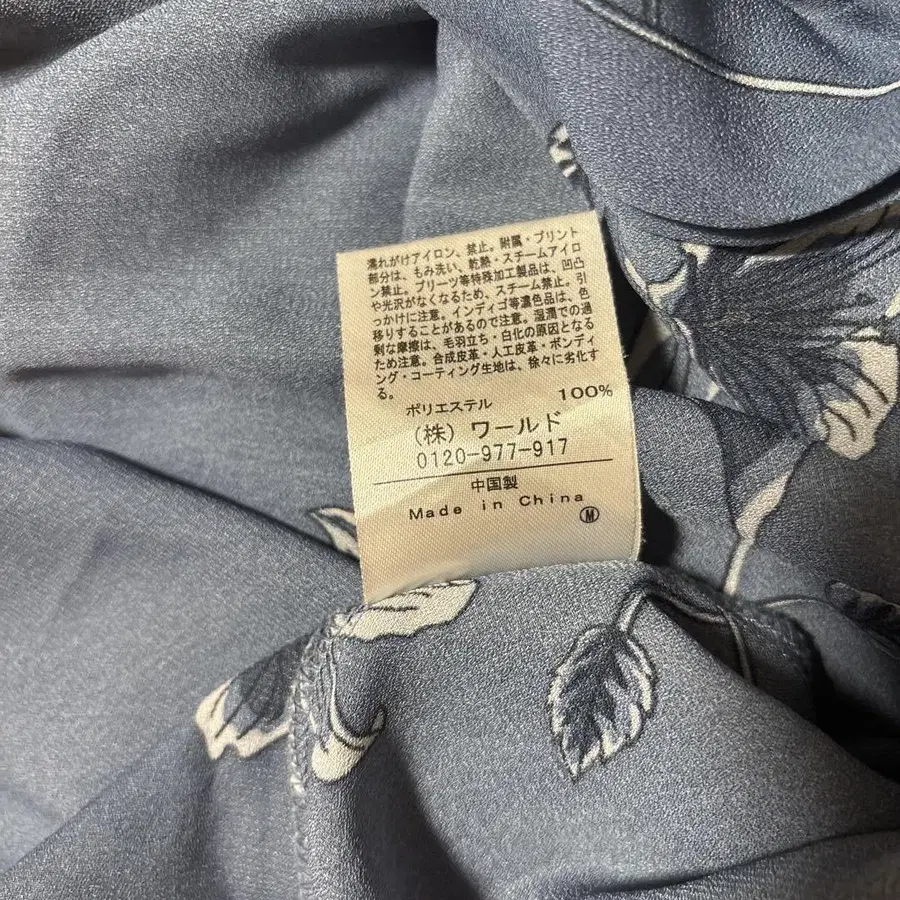 濡れがけアイロン、禁止。附属・プリント
部分は、もみ洗い、乾熱・スチームアイロ
ン禁止。プリーツ等特殊加工製品は、凹凸
や光沢がなくなるため、スチーム禁止。引
っかけに注意。インディゴ等濃色品は、色
移りすることがあるので注意。湿潤での過
剰な摩擦は、毛羽立ち・白化の原因となる
ため注意。合成皮革・人工皮革・ボンディ
ング・コーティング生地は、徐々に劣化す
る。
ポリエステル 100%
(株) ワールド
0120-977-917
中国製
Made in China
Ⓜ